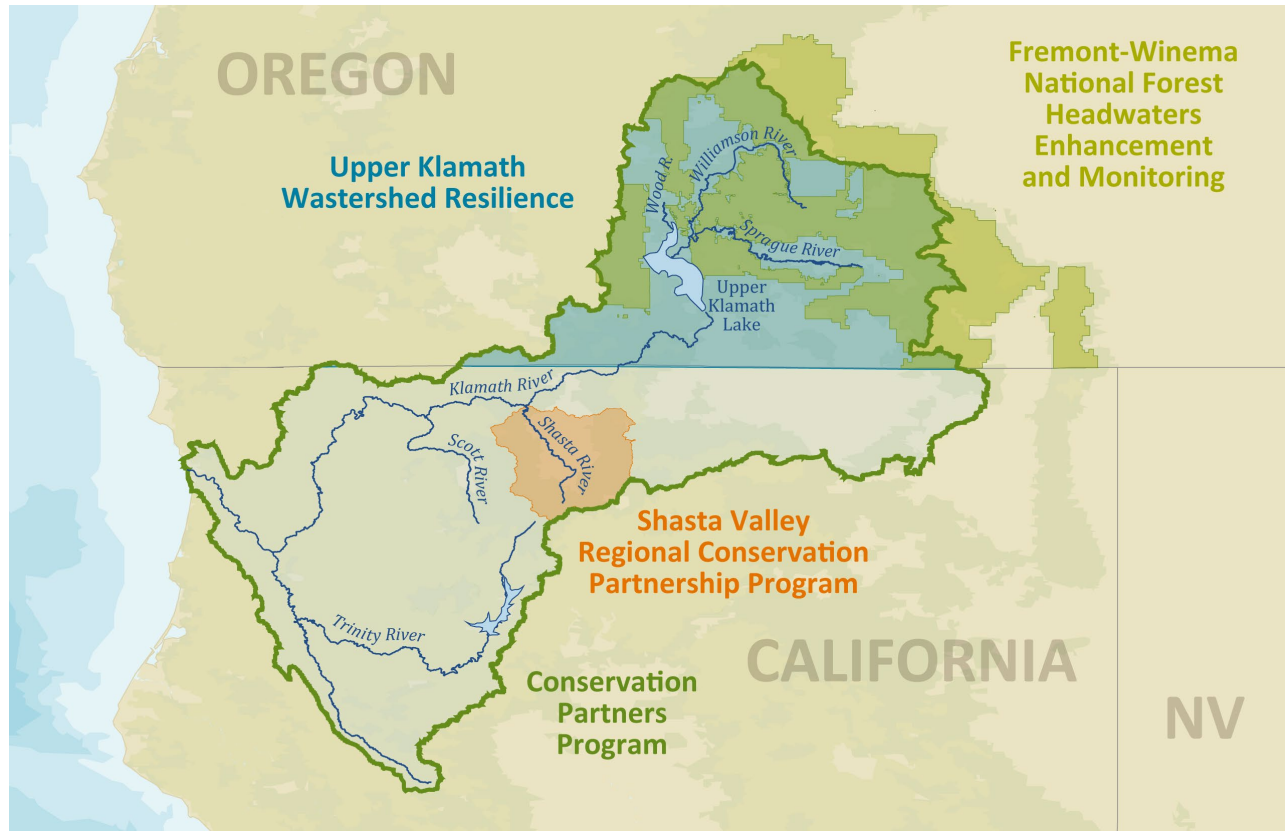 OREGON
Fremont-Winema
National Forest
Headwaters
Enhancement
and Monitoring
Upper Klamath
Wastershed Resilience
Wood R.
Williamson River
Sprague River
Upper
Klamath
Lake
Klamath River
Scott River
Shasta River
Shasta Valley
Regional Conservation
Partnership Program
Trinity River
CALIFORNIA
Conservation
Partners
Program
NV